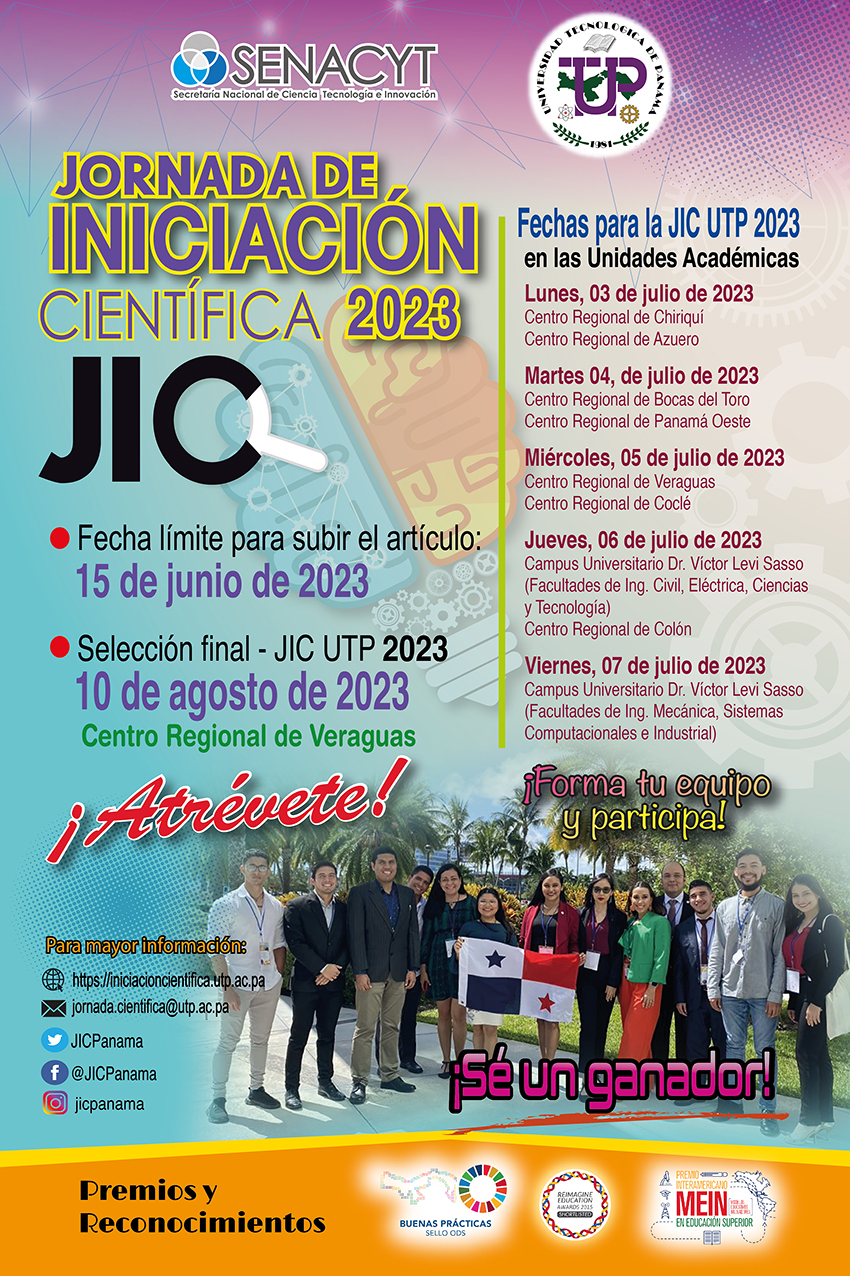 SENACYT
Secretaría Nacional de Ciencia Tecnología e Innovación
UNIVERSIDAD TECNOLOGICA DE PANAMA
UTP
1981
JORNADA DE
INICIACIÓN
CIENTÍFICA 2023
JIC
Fecha límite para subir el artículo:
15 de junio de 2023
Selección final - JIC UTP 2023
10 de agosto de 2023
Centro Regional de Veraguas
Fechas para la JIC UTP 2023
en las Unidades Académicas
Lunes, 03 de julio de 2023
Centro Regional de Chiriquí
Centro Regional de Azuero
Martes 04, de julio de 2023
Centro Regional de Bocas del Toro
Centro Regional de Panamá Oeste
Miércoles, 05 de julio de 2023
Centro Regional de Veraguas
Centro Regional de Coclé
Jueves, 06 de julio de 2023
Campus Universitario Dr. Víctor Levi Sasso
(Facultades de Ing. Civil, Eléctrica, Ciencias
y Tecnología)
Centro Regional de Colón
Viernes, 07 de julio de 2023
Campus Universitario Dr. Víctor Levi Sasso
(Facultades de Ing. Mecánica, Sistemas
Computacionales e Industrial)
¡Atrévete!
¡Forma tu equipo
y participa!
Para mayor información:
https://iniciacioncientifica.utp.ac.pa
jornada.cientifica@utp.ac.pa
JICPanama
@JICPanama
jicpanama
¡Sé un ganador!
Premios y
Reconocimientos
BUENAS PRÁCTICAS
SELLO ODS
REIMAGINE
EDUCATION
AWARDS 2015
SHORTLISTED
PREMIO
INTERAMERICANO
MEIN
EN EDUCACIÓN SUPERIOR